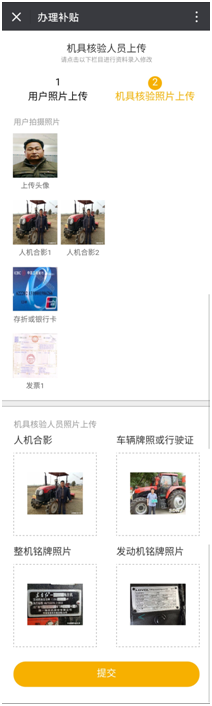 办理补贴
机具核验人员上传
请点击以下栏目进行资料录入修改
1
用户照片上传
2
机具核验照片上传
用户拍摄照片
上传头像
人机合影1
人机合影2
存折或银行卡
发票1
机具核验人员照片上传
人机合影
车辆牌照或行驶证
整机铭牌照片
发动机铭牌照片
提交